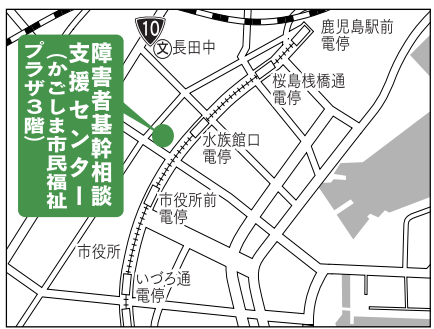 鹿児島駅前
電停
10
文長田中
桜島桟橋通
電停
障害者基幹相談
支援センター
（かごしま市民福祉
プラザ３階）
水族館口
電停
市役所前
電停
市役所
いづろ通
電停